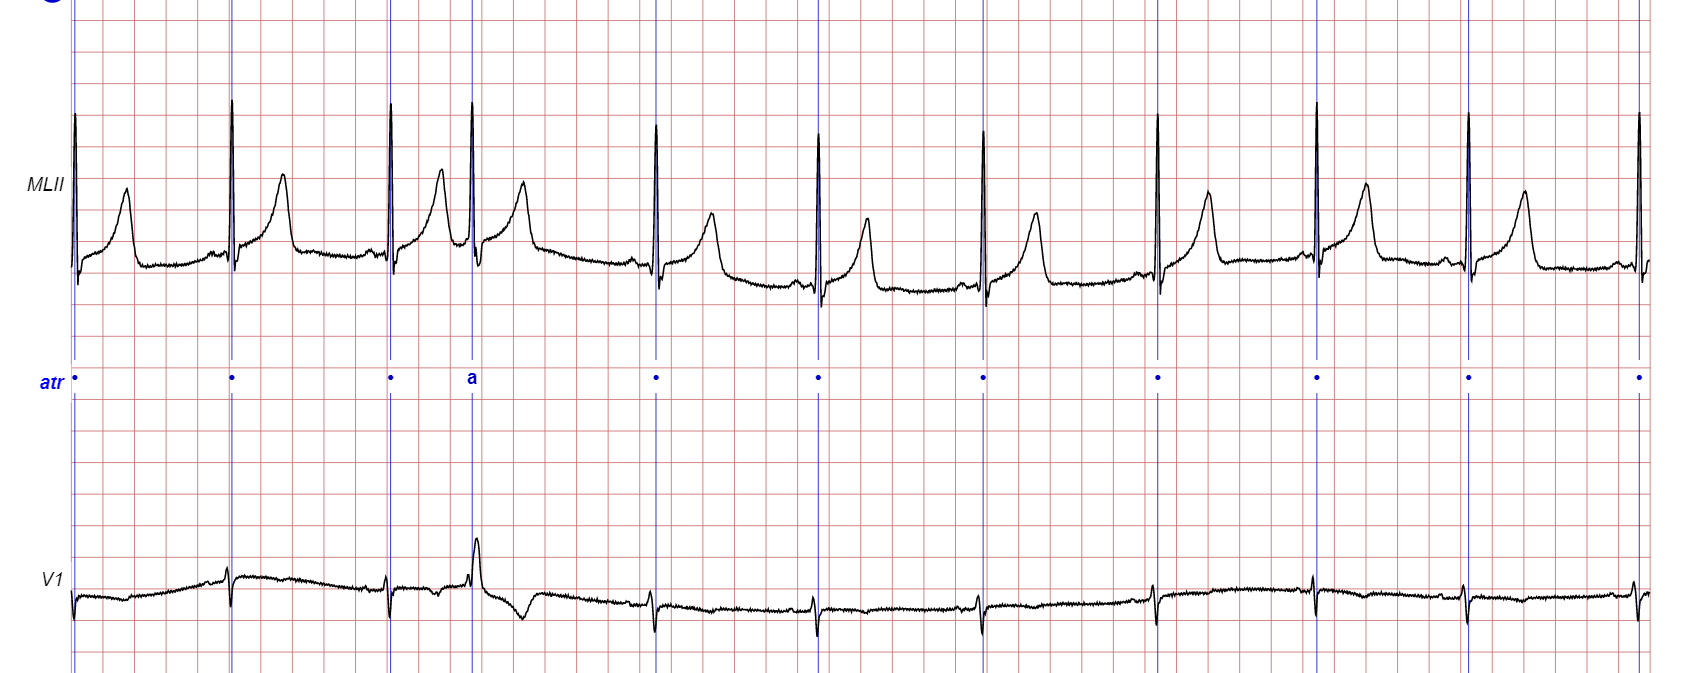 MLII
atr • • • a • • • • • • •
V1